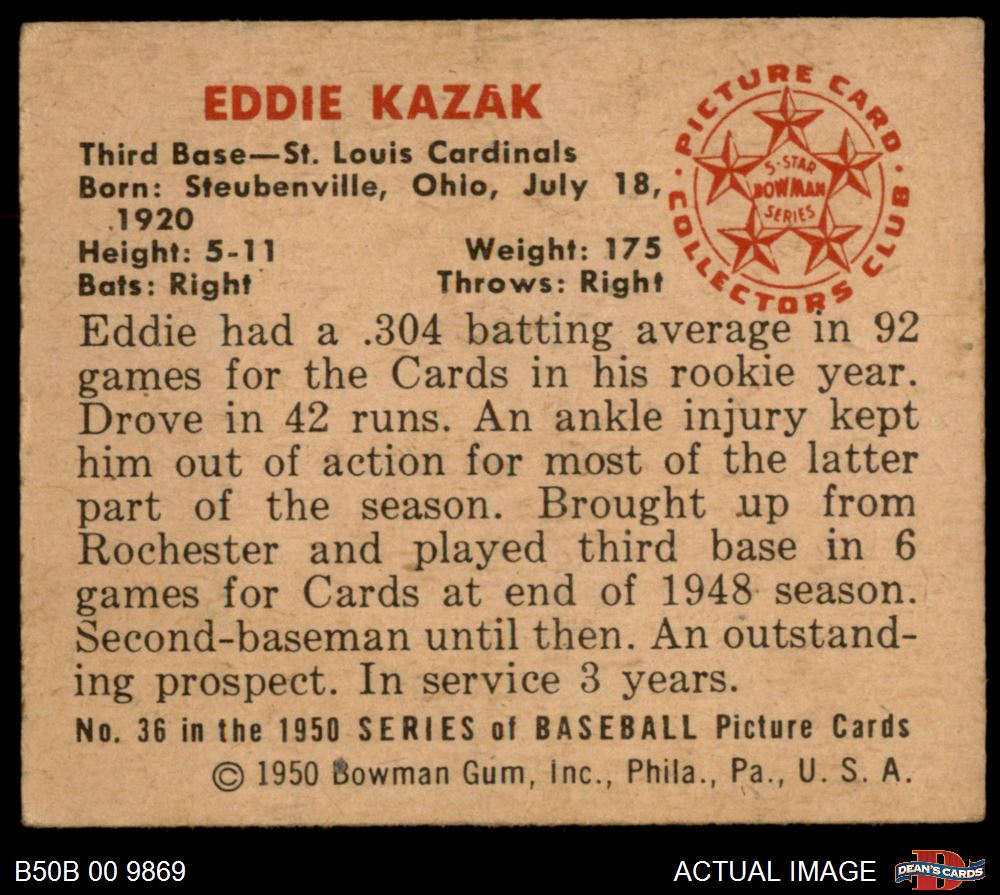 EDDIE KAZAK
Third Base—St. Louis Cardinals
Born: Steubenville, Ohio, July 18,
1920
Height: 5-11 Weight: 175
Bats: Right Throws: Right
PICTURE CARD
COLLECTORS CLUB
5-STAR
BOWMAN
SERIES
Eddie had a .304 batting average in 92
games for the Cards in his rookie year.
Drove in 42 runs. An ankle injury kept
him out of action for most of the latter
part of the season. Brought up from
Rochester and played third base in 6
games for Cards at end of 1948 season.
Second-baseman until then. An outstand-
ing prospect. In service 3 years.
No. 36 in the 1950 SERIES of BASEBALL Picture Cards
© 1950 Bowman Gum, Inc., Phila., Pa., U. S. A.
B50B 00 9869
ACTUAL IMAGE
D
DEAN'S CARDS